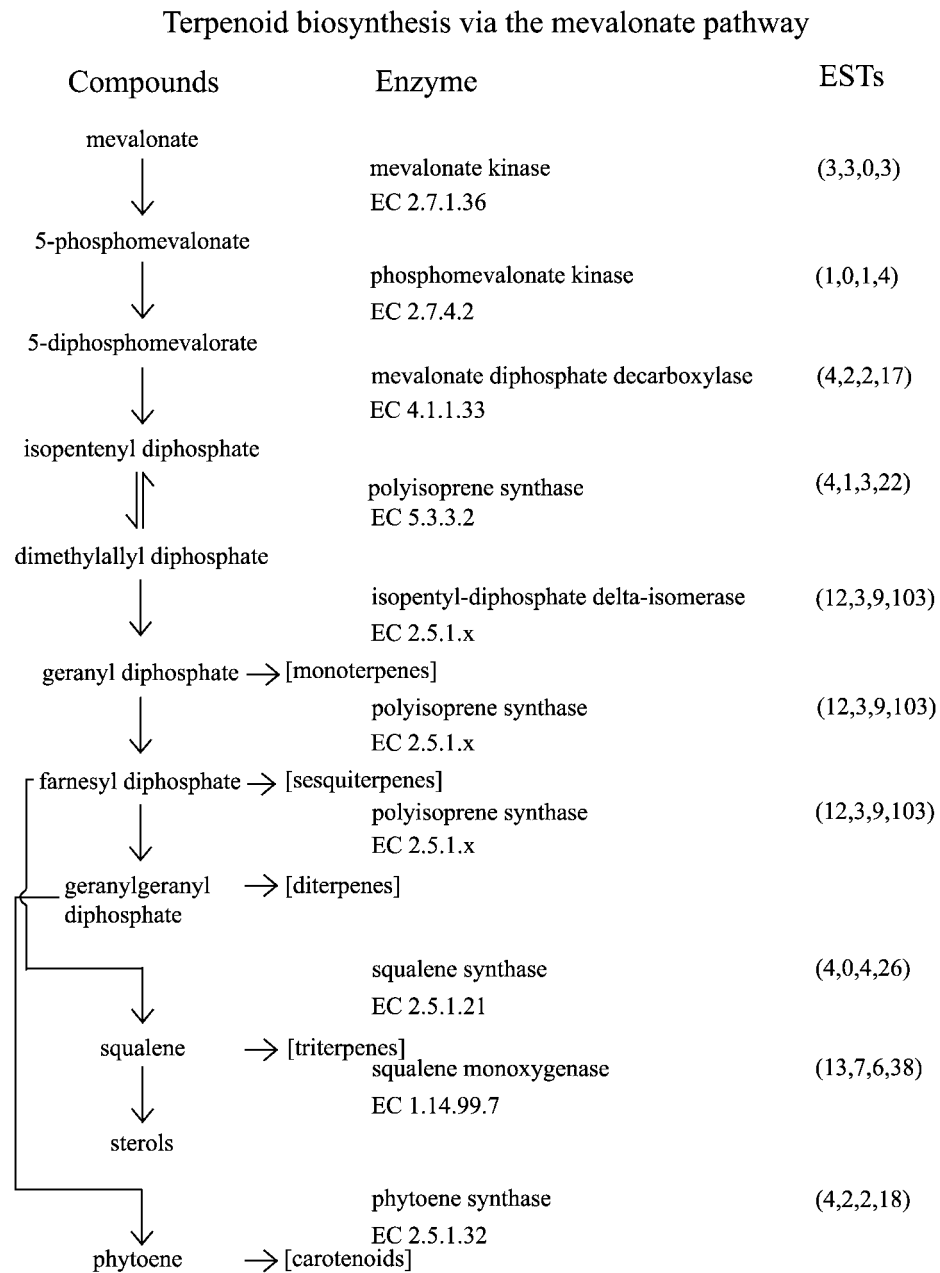 Terpenoid biosynthesis via the mevalonate pathway
Compounds Enzyme ESTs
mevalonate
mevalonate kinase (3,3,0,3)
EC 2.7.1.36
5-phosphomevalonate
phosphomevalonate kinase (1,0,1,4)
EC 2.7.4.2
5-diphosphomevalorate
mevalonate diphosphate decarboxylase (4,2,2,17)
EC 4.1.1.33
isopentenyl diphosphate
polyisoprene synthase (4,1,3,22)
EC 5.3.3.2
dimethylallyl diphosphate
isopentyl-diphosphate delta-isomerase (12,3,9,103)
EC 2.5.1.x
geranyl diphosphate [monoterpenes]
polyisoprene synthase (12,3,9,103)
EC 2.5.1.x
farnesyl diphosphate [sesquiterpenes]
polyisoprene synthase (12,3,9,103)
EC 2.5.1.x
geranylgeranyl [diterpenes]
diphosphate
squalene synthase (4,0,4,26)
EC 2.5.1.21
squalene [triterpenes]
squalene monoxygenase (13,7,6,38)
EC 1.14.99.7
sterols
phytoene synthase (4,2,2,18)
EC 2.5.1.32
phytoene [carotenoids]